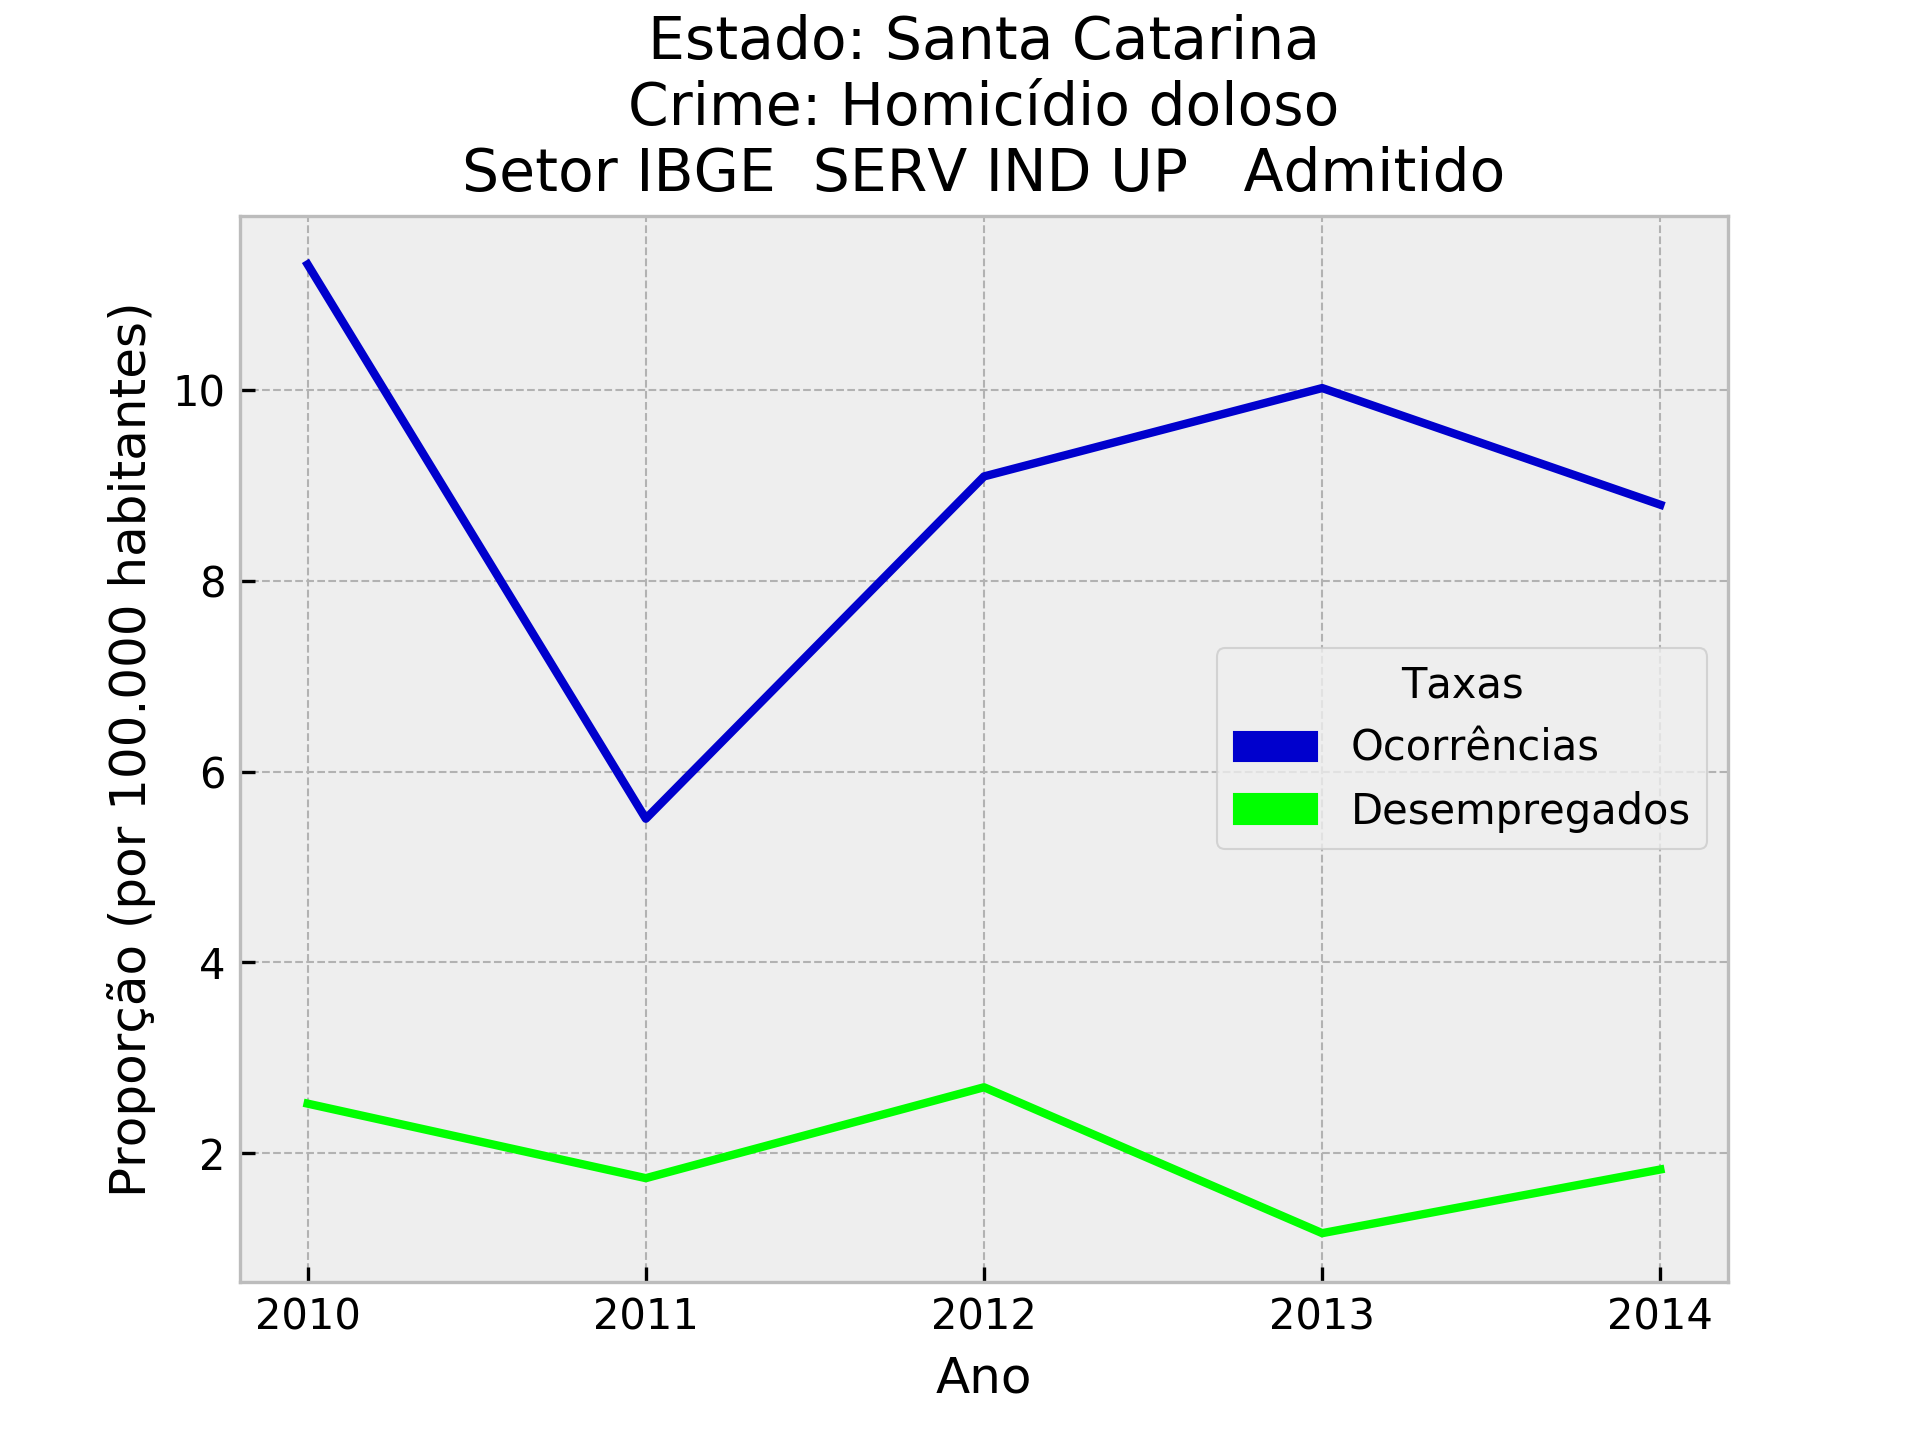 Estado: Santa Catarina
Crime: Homicídio doloso
Setor IBGE  SERV IND UP   Admitido
Proporção (por 100.000 habitantes)
10
8
6
4
2
Taxas
Ocorrências
Desempregados
2010 2011 2012 2013 2014
Ano